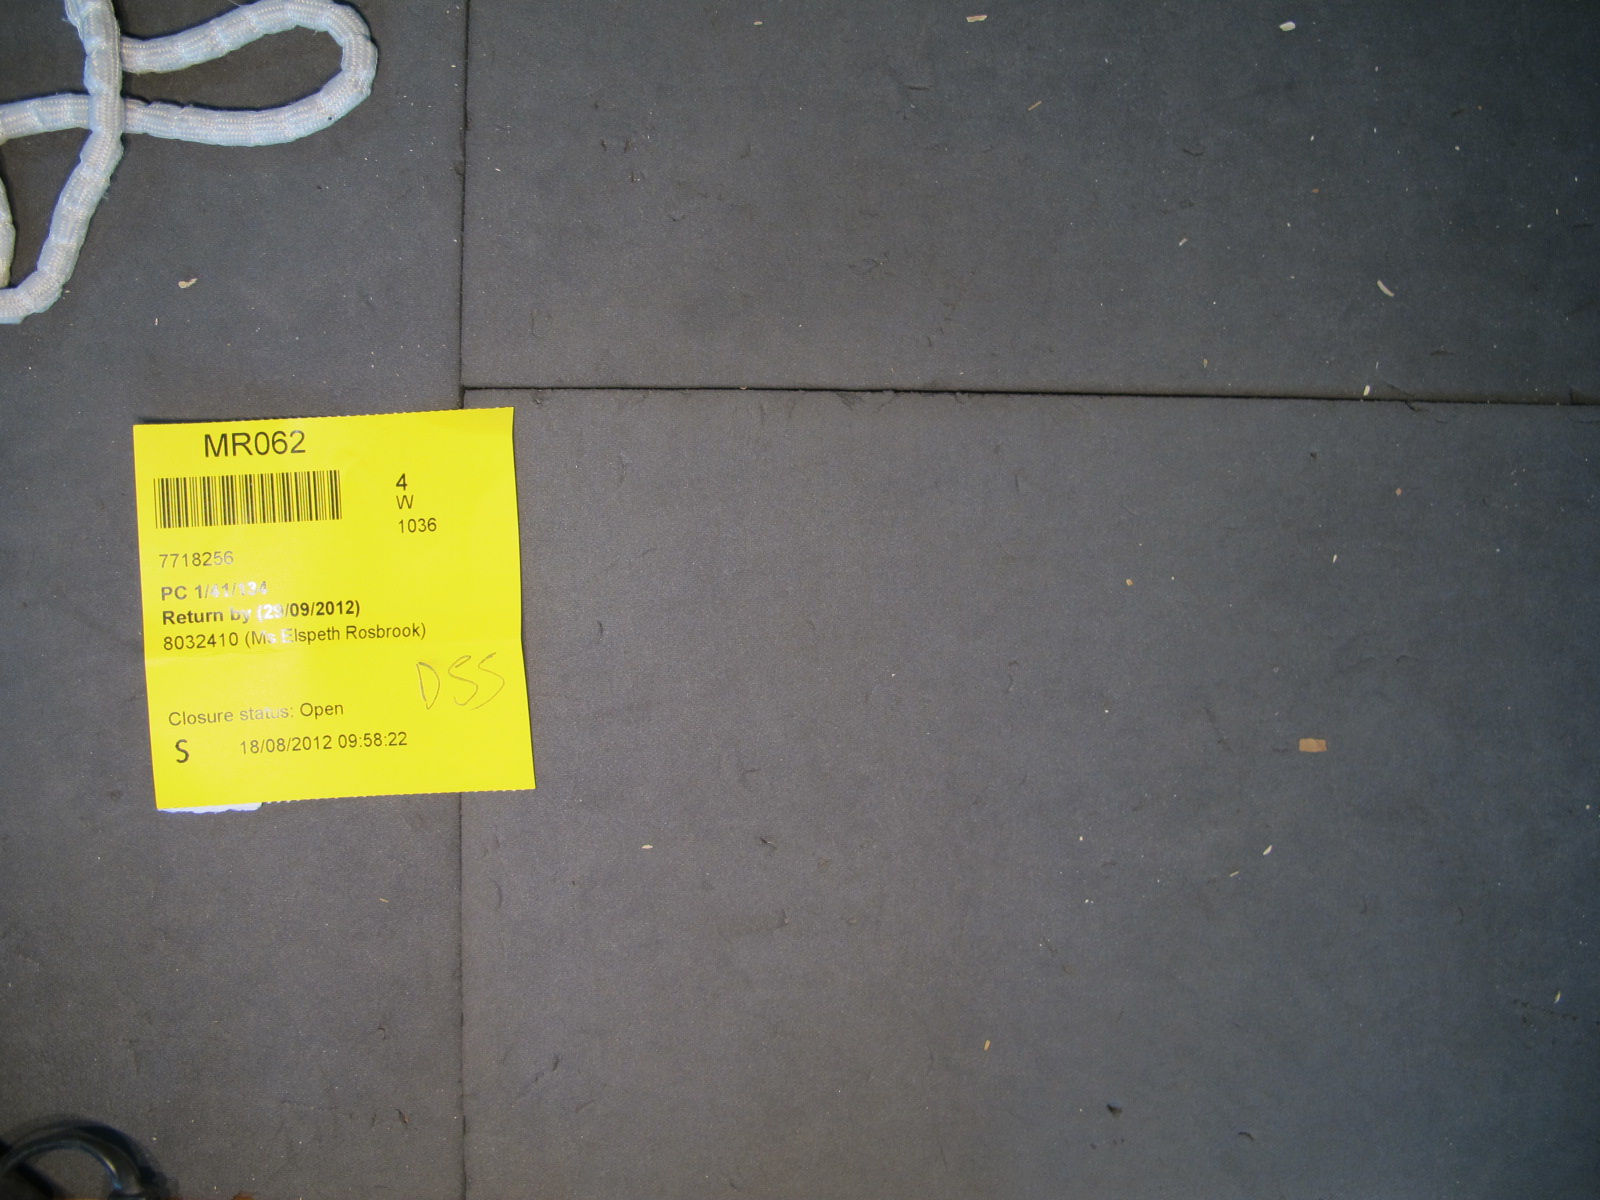 MR062
4
W
1036
7718256
PC 1/41/134
Return by (29/09/2012)
8032410 (Ms Elspeth Rosbrook)
DSS
Closure status: Open
S 18/08/2012 09:58:22